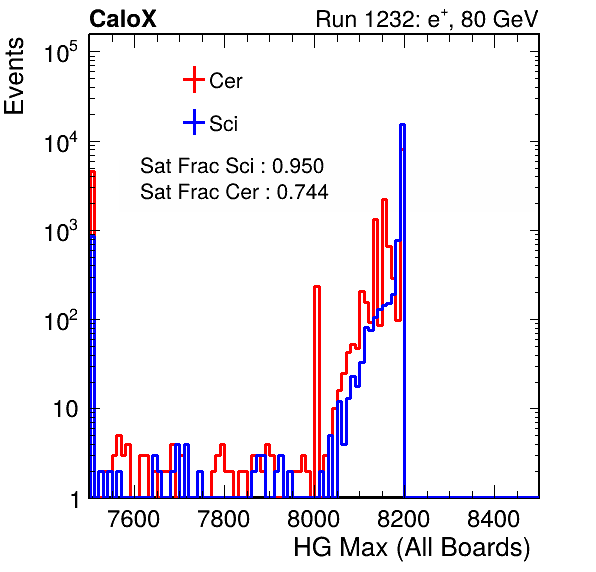 CaloX Run 1232: e⁺, 80 GeV
Events
10⁵
10⁴
10³
10²
10
1
Cer
Sci
Sat Frac Sci : 0.950
Sat Frac Cer : 0.744
7600 7800 8000 8200 8400
HG Max (All Boards)